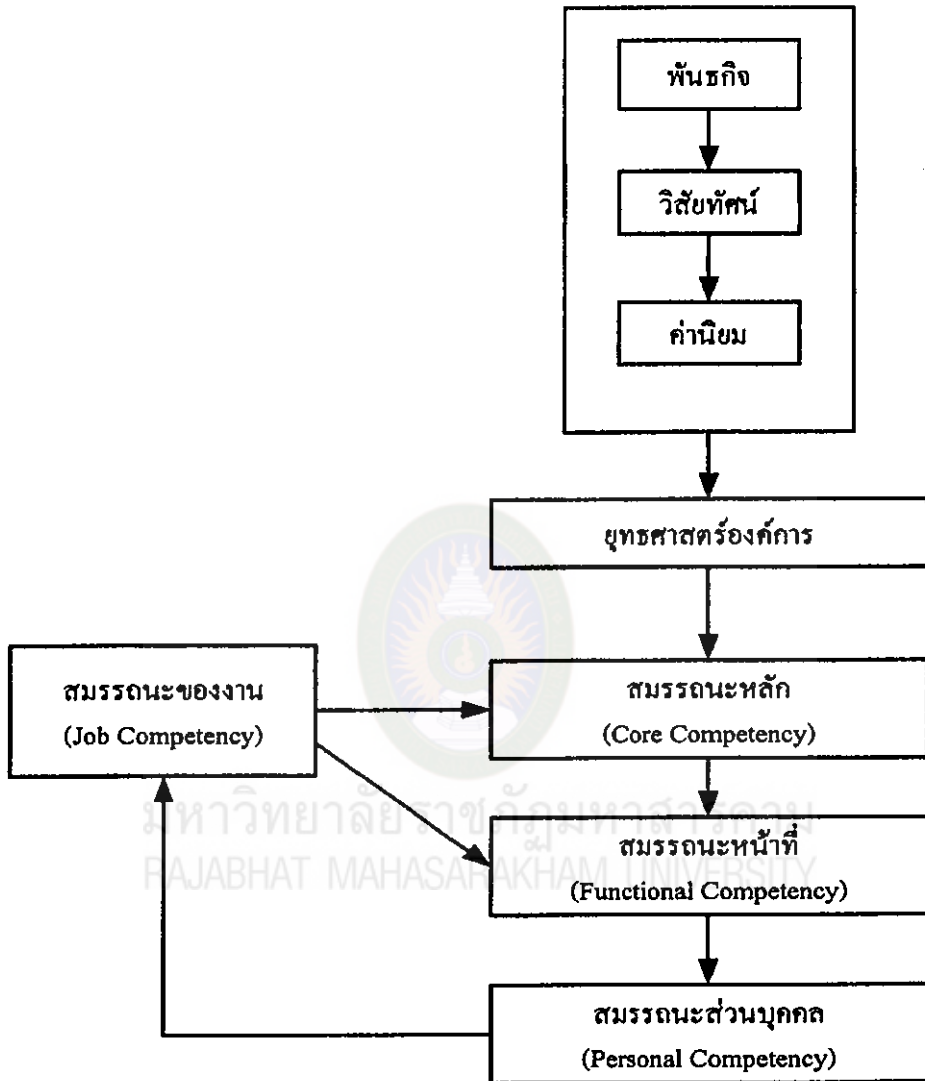 พันธกิจ
วิสัยทัศน์
ค่านิยม
ยุทธศาสตร์องค์การ
สมรรถนะของงาน
(Job Competency)
สมรรถนะหลัก
(Core Competency)
สมรรถนะหน้าที่
(Functional Competency)
มหาวิทยาลัยราชภัฏมหาสารคาม
RAJABHAT MAHASARAKHAM UNIVERSITY
สมรรถนะส่วนบุคคล
(Personal Competency)